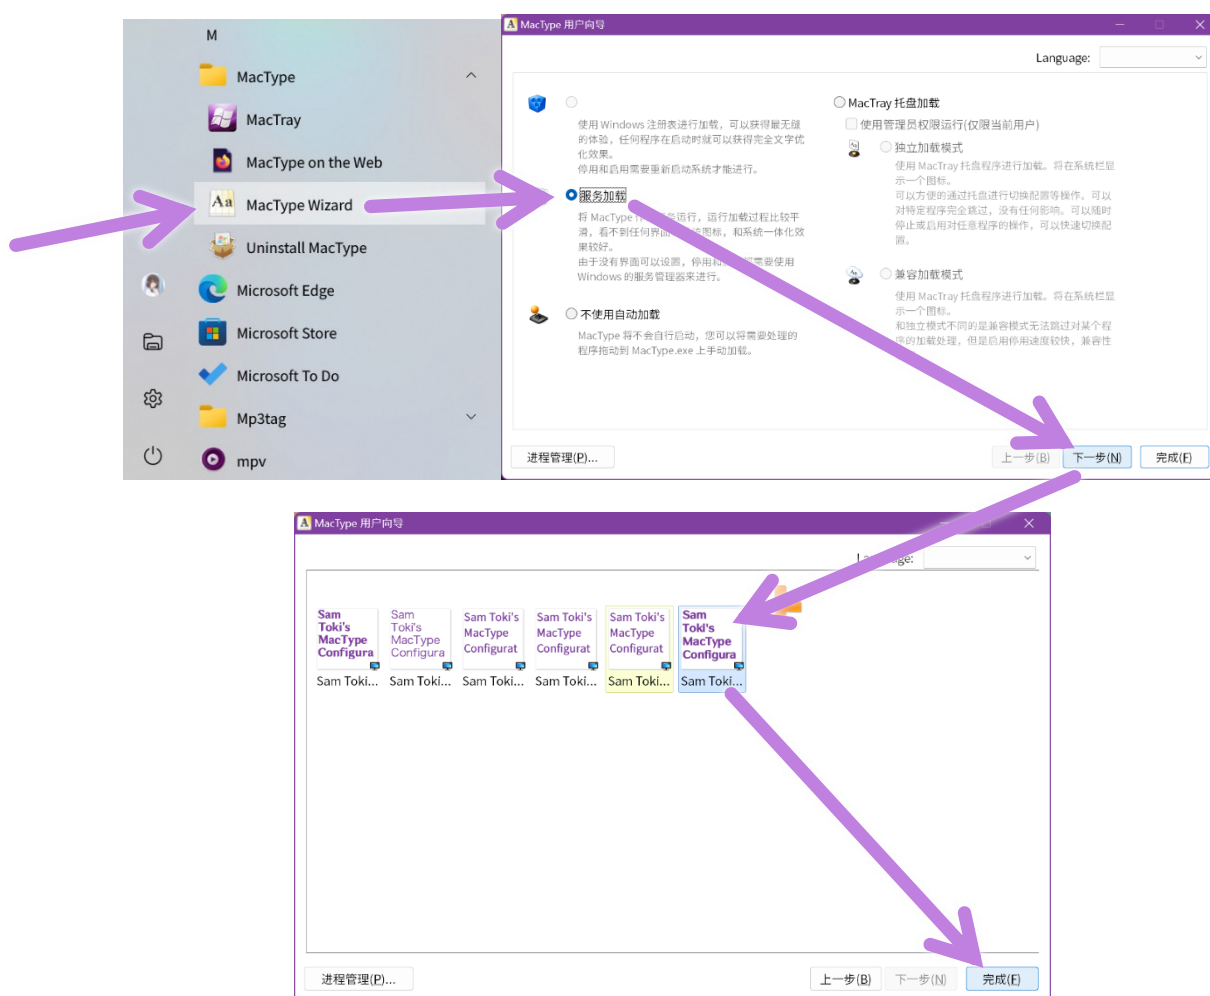 M
MacType
MacTray
MacType on the Web
MacType Wizard
Uninstall MacType
Microsoft Edge
Microsoft Store
Microsoft To Do
Mp3tag
mpv
MacType 用户向导
Language:
使用 Windows 注册表进行加载，可以获得最无缝
的体验，任何程序在启动时就可以获得完全文字优
化效果。
停用和启用需要重新启动系统才能进行。
服务加载
将 MacType 务运行，运行加载过程比较平
滑，看不到任何界面 图标，和系统一体化效
果较好。
由于没有界面可以设置，停用和 需要使用
Windows 的服务管理器来进行。
不使用自动加载
MacType 将不会自行启动，您可以将需要处理的
程序拖动到 MacType.exe 上手动加载。
MacTray 托盘加载
使用管理员权限运行(仅限当前用户)
独立加载模式
使用 MacTray 托盘程序进行加载。将在系统栏显
示一个图标。
可以方便的通过托盘进行切换配置等操作。可以
对特定程序完全跳过，没有任何影响。可以随时
停止或启用对任意程序的操作，可以快速切换配
置。
兼容加载模式
使用 MacTray 托盘程序进行加载。将在系统栏显
示一个图标。
和独立模式不同的是兼容模式无法跳过对某个程
序的加载处理，但是启用停用速度较快，兼容性
进程管理(P)...
上一步(B)
下一步(N)
完成(F)
MacType 用户向导
Language:
Sam
Toki's
MacType
Configura
Sam Toki...
Sam
Toki's
MacType
Configura
Sam Toki...
Sam Toki's
MacType
Configurat
Sam Toki...
Sam Toki's
MacType
Configurat
Sam Toki...
Sam Toki's
MacType
Configurat
Sam Toki...
Sam
Toki's
MacType
Configura
Sam Toki...
进程管理(P)...
上一步(B)
下一步(N)
完成(F)